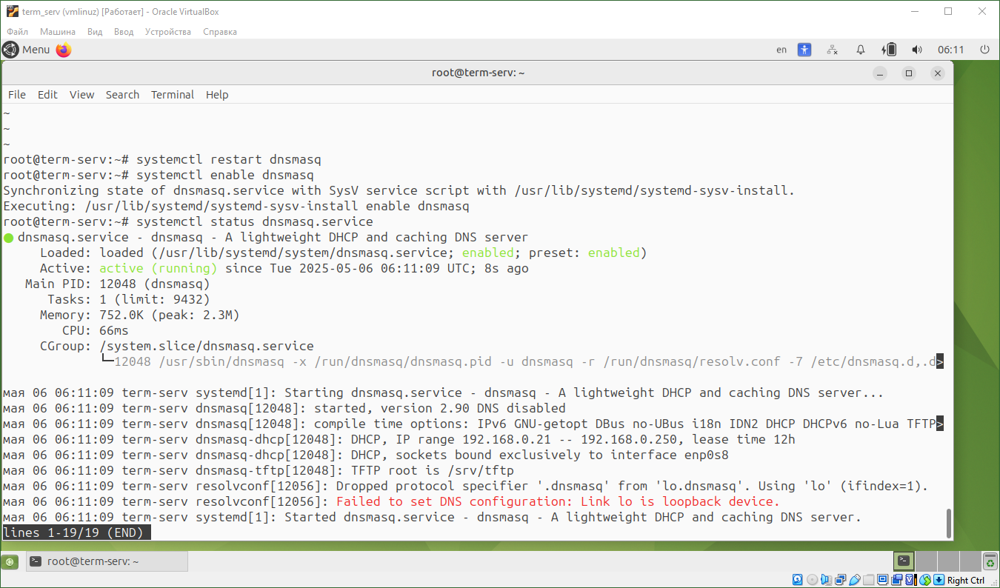 term_serv (vmlinuz) [Работает] - Oracle VirtualBox
Файл Машина Вид Ввод Устройства Справка
Menu en 06:11
root@term-serv: ~
File Edit View Search Terminal Help
~
~
~
root@term-serv:~# systemctl restart dnsmasq
root@term-serv:~# systemctl enable dnsmasq
Synchronizing state of dnsmasq.service with SysV service script with /usr/lib/systemd/systemd-sysv-install.
Executing: /usr/lib/systemd/systemd-sysv-install enable dnsmasq
root@term-serv:~# systemctl status dnsmasq.service
● dnsmasq.service - dnsmasq - A lightweight DHCP and caching DNS server
Loaded: loaded (/usr/lib/systemd/system/dnsmasq.service; enabled; preset: enabled)
Active: active (running) since Tue 2025-05-06 06:11:09 UTC; 8s ago
Main PID: 12048 (dnsmasq)
Tasks: 1 (limit: 9432)
Memory: 752.0K (peak: 2.3M)
CPU: 66ms
CGroup: /system.slice/dnsmasq.service
└─12048 /usr/sbin/dnsmasq -x /run/dnsmasq/dnsmasq.pid -u dnsmasq -r /run/dnsmasq/resolv.conf -7 /etc/dnsmasq.d,.d>
мая 06 06:11:09 term-serv systemd[1]: Starting dnsmasq.service - dnsmasq - A lightweight DHCP and caching DNS server...
мая 06 06:11:09 term-serv dnsmasq[12048]: started, version 2.90 DNS disabled
мая 06 06:11:09 term-serv dnsmasq[12048]: compile time options: IPv6 GNU-getopt DBus no-UBus i18n IDN2 DHCP DHCPv6 no-Lua TFTP>
мая 06 06:11:09 term-serv dnsmasq-dhcp[12048]: DHCP, IP range 192.168.0.21 -- 192.168.0.250, lease time 12h
мая 06 06:11:09 term-serv dnsmasq-dhcp[12048]: DHCP, sockets bound exclusively to interface enp0s8
мая 06 06:11:09 term-serv dnsmasq-tftp[12048]: TFTP root is /srv/tftp
мая 06 06:11:09 term-serv resolvconf[12056]: Dropped protocol specifier '.dnsmasq' from 'lo.dnsmasq'. Using 'lo' (ifindex=1).
мая 06 06:11:09 term-serv resolvconf[12056]: Failed to set DNS configuration: Link lo is loopback device.
мая 06 06:11:09 term-serv systemd[1]: Started dnsmasq.service - dnsmasq - A lightweight DHCP and caching DNS server.
lines 1-19/19 (END)
root@term-serv: ~
Right Ctrl